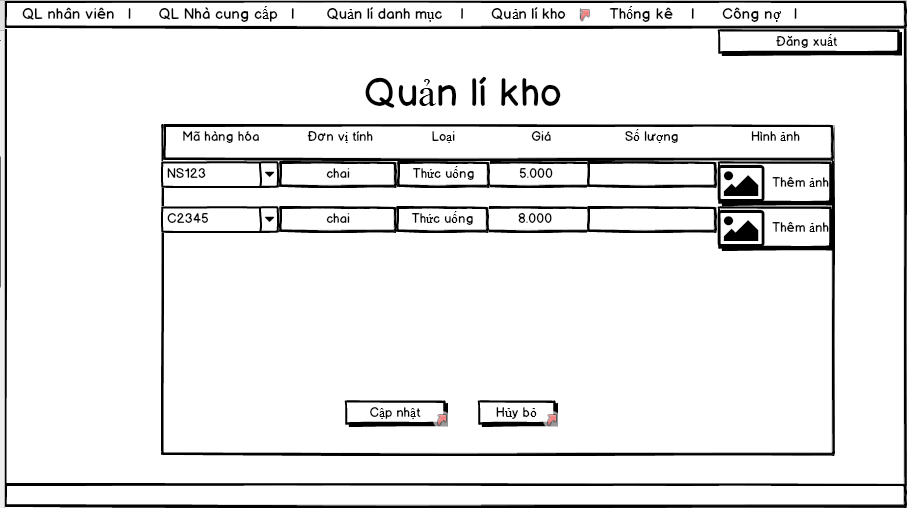 QL nhân viên | QL Nhà cung cấp | Quản lí danh mục | Quản lí kho Thống kê | Công nợ |
Đăng xuất
Quản lí kho
Mã hàng hóa Đơn vị tính Loại Giá Số lượng Hình ảnh
NS123 chai Thức uống 5.000 Thêm ảnh
C2345 chai Thức uống 8.000 Thêm ảnh
Cập nhật Hủy bỏ